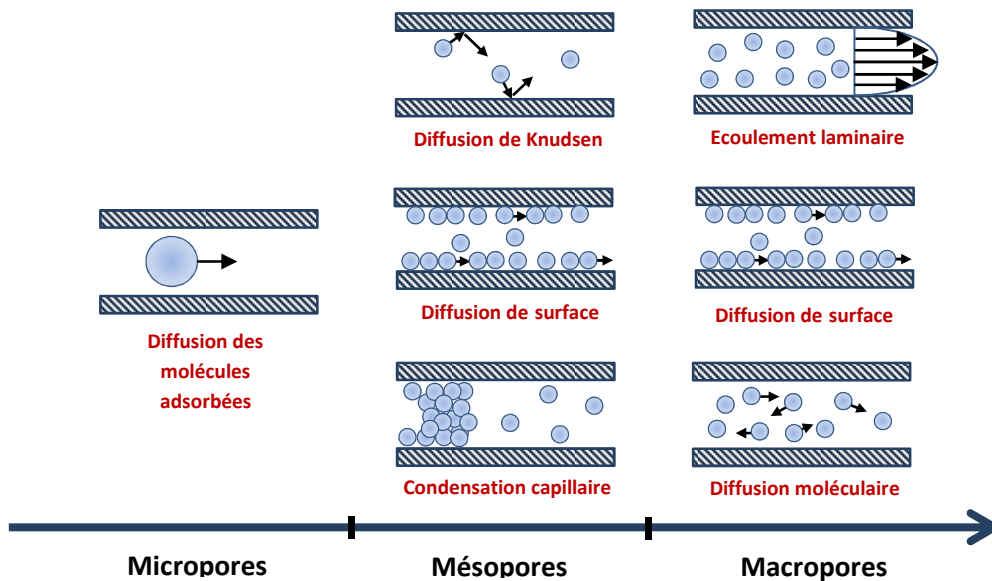 Diffusion de Knudsen
Ecoulement laminaire
Diffusion des
molécules
adsorbées
Diffusion de surface
Diffusion de surface
Condensation capillaire
Diffusion moléculaire
Micropores
Mésopores
Macropores